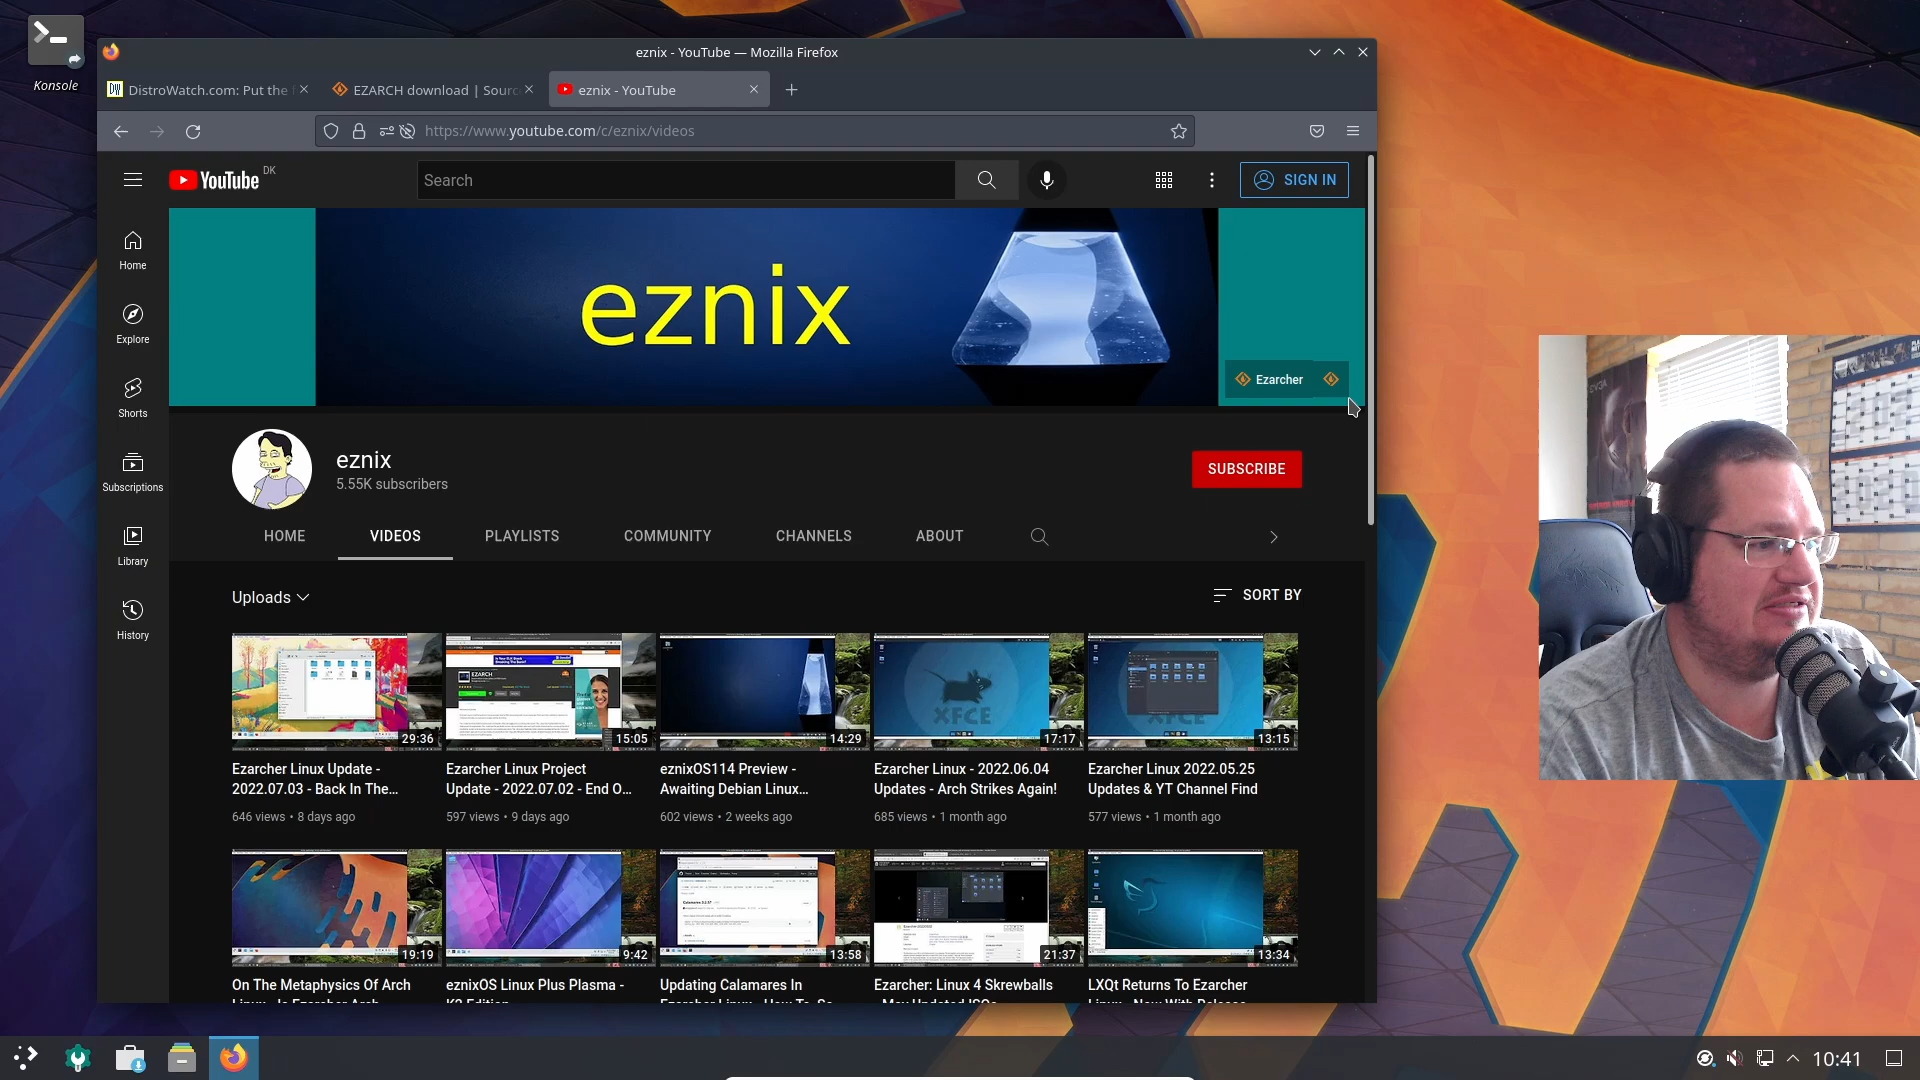 Konsole
eznix - YouTube — Mozilla Firefox
DistroWatch.com: Put the
EZARCH download | Sourc
eznix - YouTube
https://www.youtube.com/c/eznix/videos
YouTube DK
Search
SIGN IN
Home
Explore
Shorts
Subscriptions
Library
History
eznix
Ezarcher
eznix
5.55K subscribers
SUBSCRIBE
HOME
VIDEOS
PLAYLISTS
COMMUNITY
CHANNELS
ABOUT
Uploads
SORT BY
29:36
Ezarcher Linux Update -
2022.07.03 - Back In The...
646 views • 8 days ago
EZARCH
15:05
Ezarcher Linux Project
Update - 2022.07.02 - End O...
597 views • 9 days ago
14:29
eznixOS114 Preview -
Awaiting Debian Linux...
602 views • 2 weeks ago
XFCE
17:17
Ezarcher Linux - 2022.06.04
Updates - Arch Strikes Again!
685 views • 1 month ago
13:15
Ezarcher Linux 2022.05.25
Updates & YT Channel Find
577 views • 1 month ago
19:19
On The Metaphysics Of Arch
9:42
eznixOS Linux Plus Plasma -
13:58
Updating Calamares In
21:37
Ezarcher: Linux 4 Skrewballs
13:34
LXQt Returns To Ezarcher
10:41